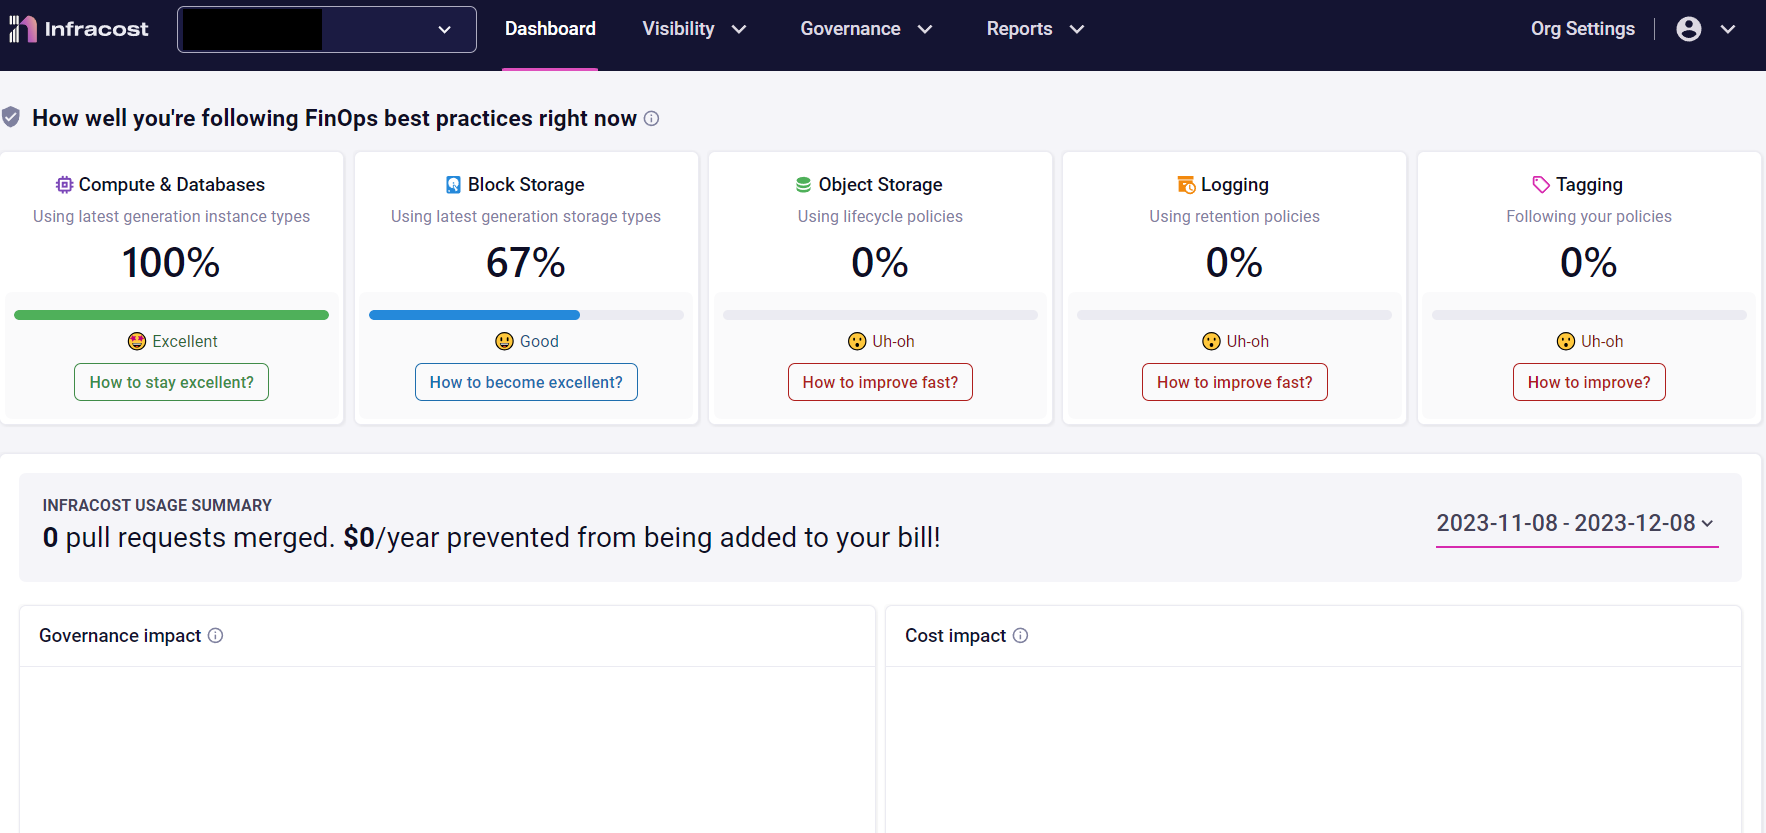 Infracost
Dashboard
Visibility
Governance
Reports
Org Settings
How well you're following FinOps best practices right now
Compute & Databases
Using latest generation instance types
100%
Excellent
How to stay excellent?
Block Storage
Using latest generation storage types
67%
Good
How to become excellent?
Object Storage
Using lifecycle policies
0%
Uh-oh
How to improve fast?
Logging
Using retention policies
0%
Uh-oh
How to improve fast?
Tagging
Following your policies
0%
Uh-oh
How to improve?
INFRACOST USAGE SUMMARY
0 pull requests merged. $0/year prevented from being added to your bill!
2023-11-08 - 2023-12-08
Governance impact
Cost impact